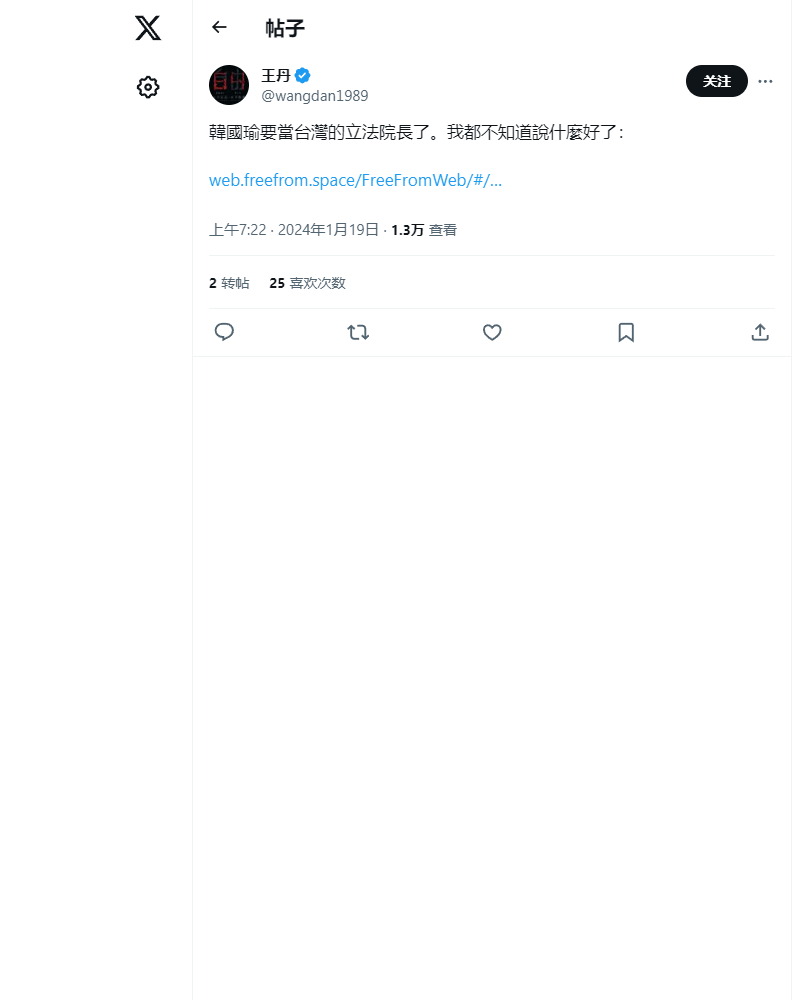 帖子
自由
王丹
@wangdan1989
关注
韓國瑜要當台灣的立法院長了。我都不知道說什麼好了：
web.freefrom.space/FreeFromWeb/#/…
上午7:22 · 2024年1月19日 · 1.3万 查看
2 转帖 25 喜欢次数